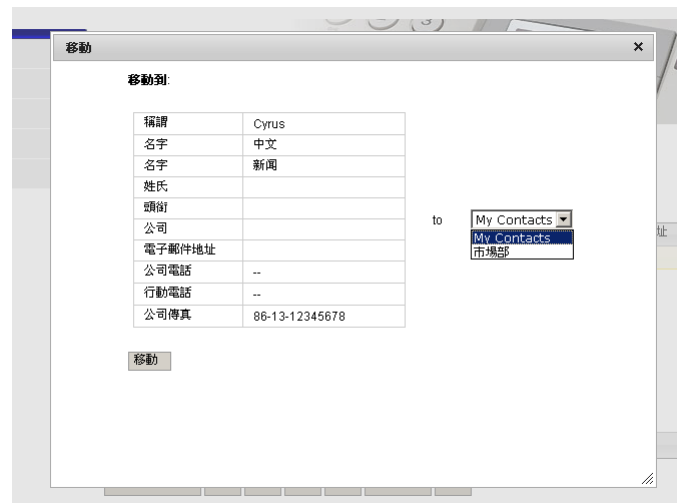 移動
×
移動到:
稱謂 Cyrus
名字 中文
名字 新闻
姓氏
頭銜
公司
電子郵件地址
公司電話 --
行動電話 --
公司傳真 86-13-12345678
to
My Contacts
My Contacts
市場部
移動
址